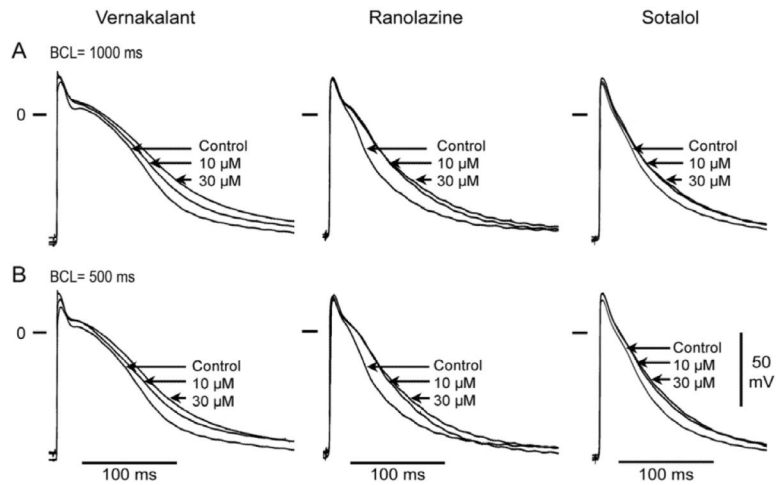 Vernakalant Ranolazine Sotalol
A BCL= 1000 ms
0
Control Control Control
10 µM 10 µM 10 µM
30 µM 30 µM 30 µM
B BCL= 500 ms
0
Control Control Control
10 µM 10 µM 10 µM
30 µM 30 µM 30 µM
50
mV
100 ms 100 ms 100 ms